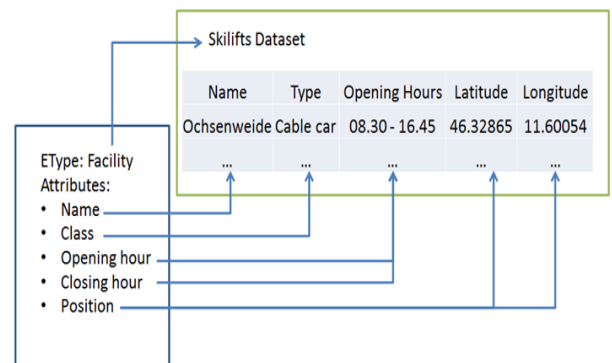 Skilifts Dataset
Name Type Opening Hours Latitude Longitude
Ochsenweide Cable car 08.30 - 16.45 46.32865 11.60054
... ... ... ... ...
EType: Facility
Attributes:
• Name
• Class
• Opening hour
• Closing hour
• Position